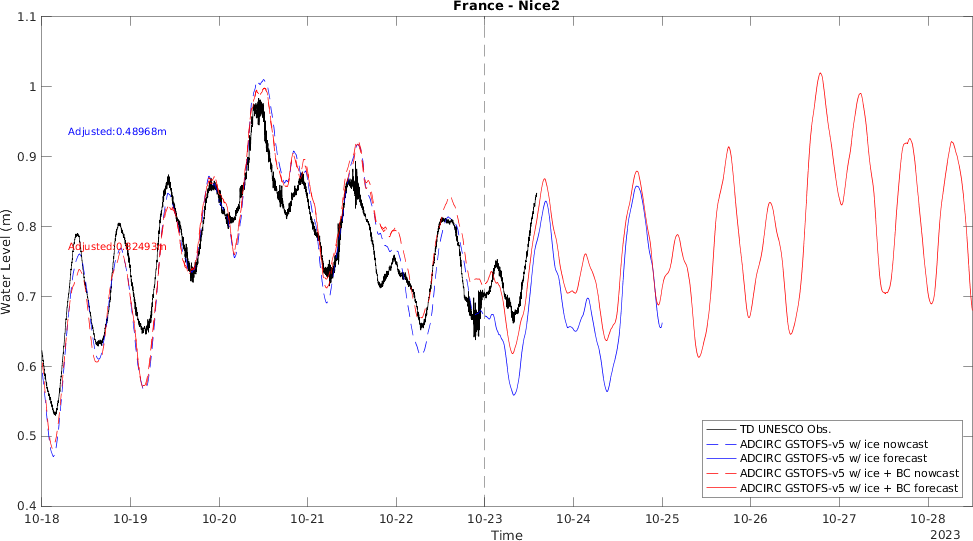 France - Nice2
Water Level (m)
1.1
1
0.9
0.8
0.7
0.6
0.5
0.4
Adjusted:0.48968m
Adjusted:0.32493m
TD UNESCO Obs.
ADCIRC GSTOFS-v5 w/ ice nowcast
ADCIRC GSTOFS-v5 w/ ice forecast
ADCIRC GSTOFS-v5 w/ ice + BC nowcast
ADCIRC GSTOFS-v5 w/ ice + BC forecast
10-18 10-19 10-20 10-21 10-22 10-23 10-24 10-25 10-26 10-27 10-28
Time
2023